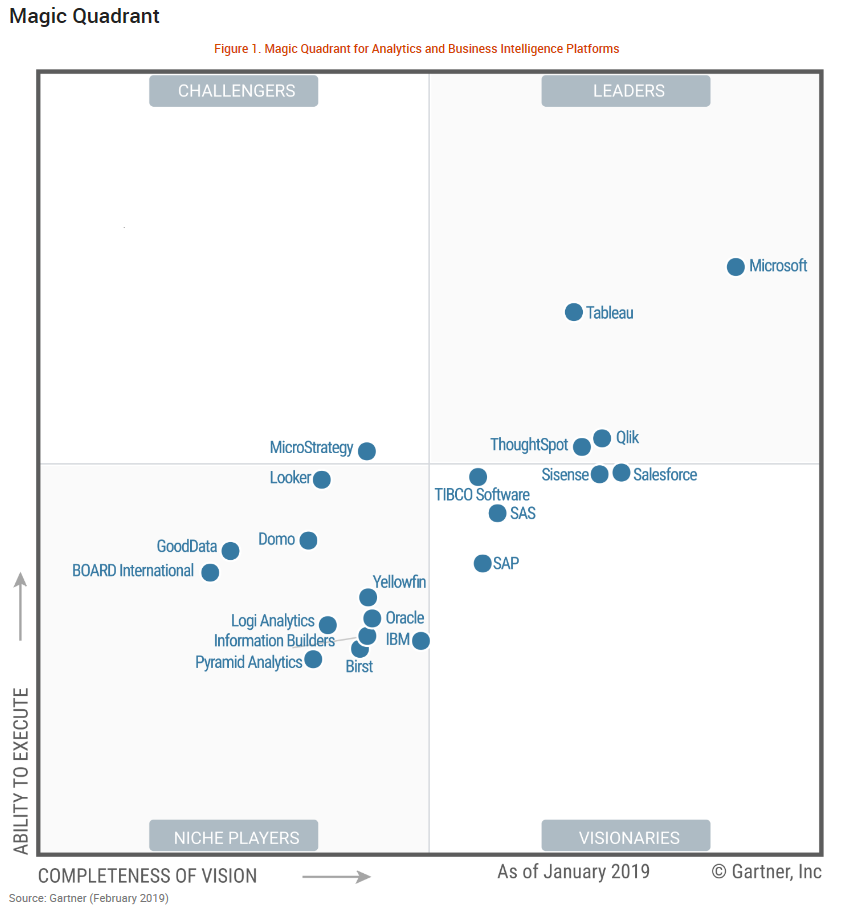 Magic Quadrant
Figure 1. Magic Quadrant for Analytics and Business Intelligence Platforms
CHALLENGERS
LEADERS
Microsoft
Tableau
MicroStrategy
ThoughtSpot
Qlik
Looker
Sisense
Salesforce
TIBCO Software
SAS
GoodData
Domo
SAP
BOARD International
Yellowfin
Logi Analytics
Oracle
Information Builders
IBM
Pyramid Analytics
Birst
ABILITY TO EXECUTE
NICHE PLAYERS
VISIONARIES
COMPLETENESS OF VISION
As of January 2019
© Gartner, Inc
Source: Gartner (February 2019)